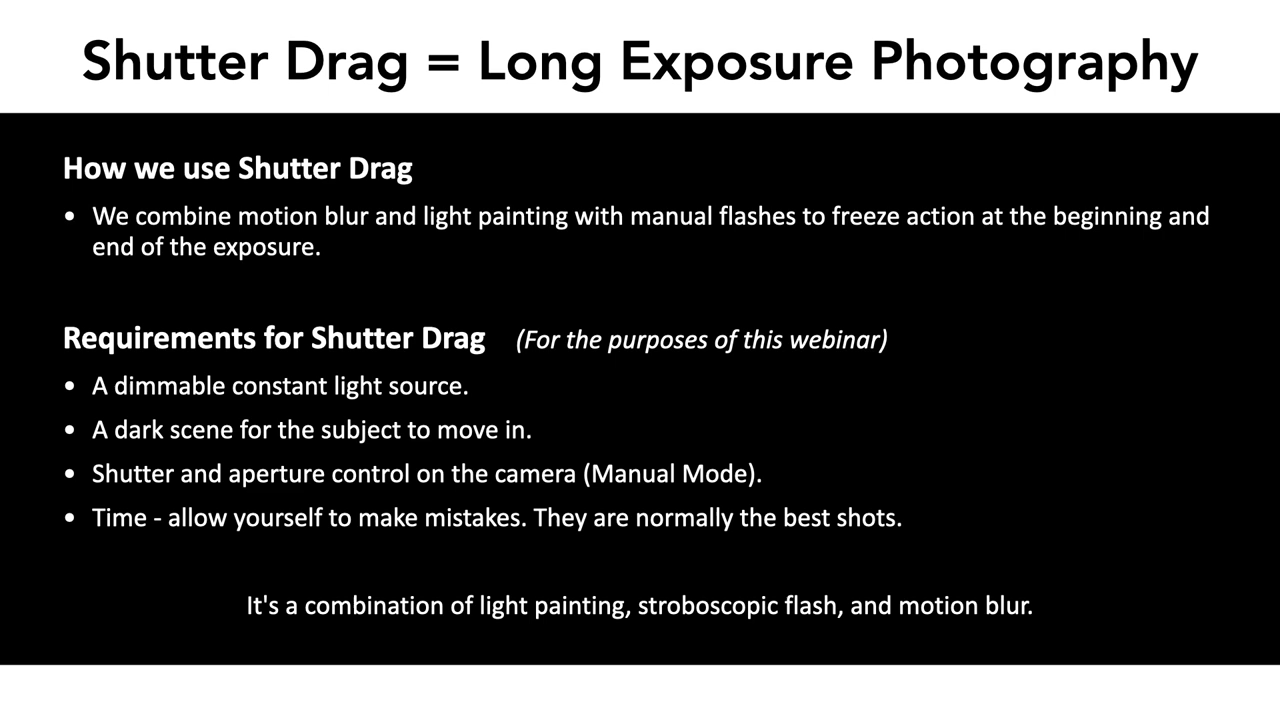 Shutter Drag = Long Exposure Photography
How we use Shutter Drag
• We combine motion blur and light painting with manual flashes to freeze action at the beginning and
end of the exposure.
Requirements for Shutter Drag (For the purposes of this webinar)
• A dimmable constant light source.
• A dark scene for the subject to move in.
• Shutter and aperture control on the camera (Manual Mode).
• Time - allow yourself to make mistakes. They are normally the best shots.
It's a combination of light painting, stroboscopic flash, and motion blur.